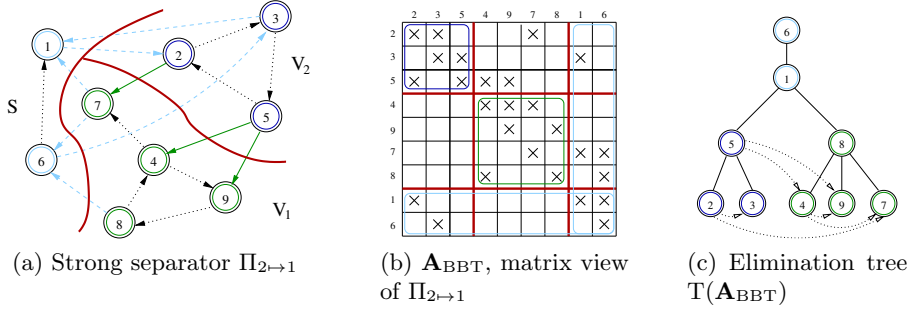 1
2
3
V₂
S
7
5
6
4
9
8
V₁
2 3 5 4 9 7 8 1 6
2 × × ×
3 × × ×
5 × × × ×
4 × × ×
9 × ×
7 × × ×
8 × × ×
1 × × ×
6 × ×
6
1
5 8
2 3 4 9 7
(a) Strong separator Π₂↦₁
(b) A_BBT, matrix view
of Π₂↦₁
(c) Elimination tree
T(A_BBT)